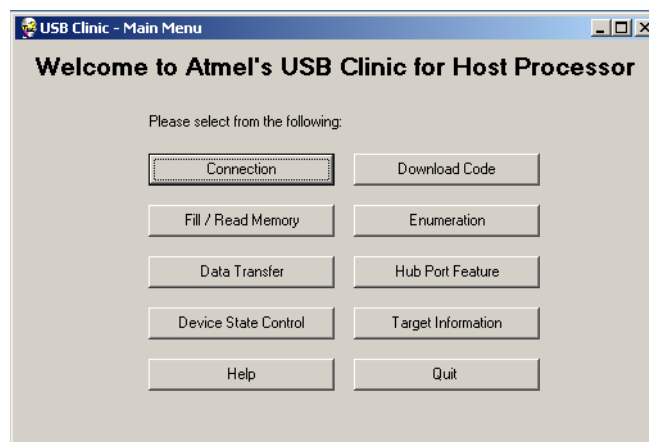 USB Clinic - Main Menu
Welcome to Atmel's USB Clinic for Host Processor
Please select from the following:
Connection
Download Code
Fill / Read Memory
Enumeration
Data Transfer
Hub Port Feature
Device State Control
Target Information
Help
Quit